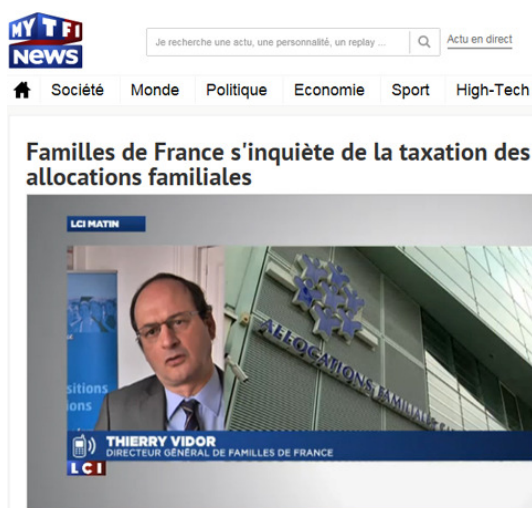 MY TF1
News
Je recherche une actu, une personnalité, un replay ...
Actu en direct
Société Monde Politique Economie Sport High-Tech
Familles de France s'inquiète de la taxation des
allocations familiales
LCI MATIN
ALLOCATIONS FAMILIALES
sitions
ions
THIERRY VIDOR
DIRECTEUR GÉNÉRAL DE FAMILLES DE FRANCE
LCI